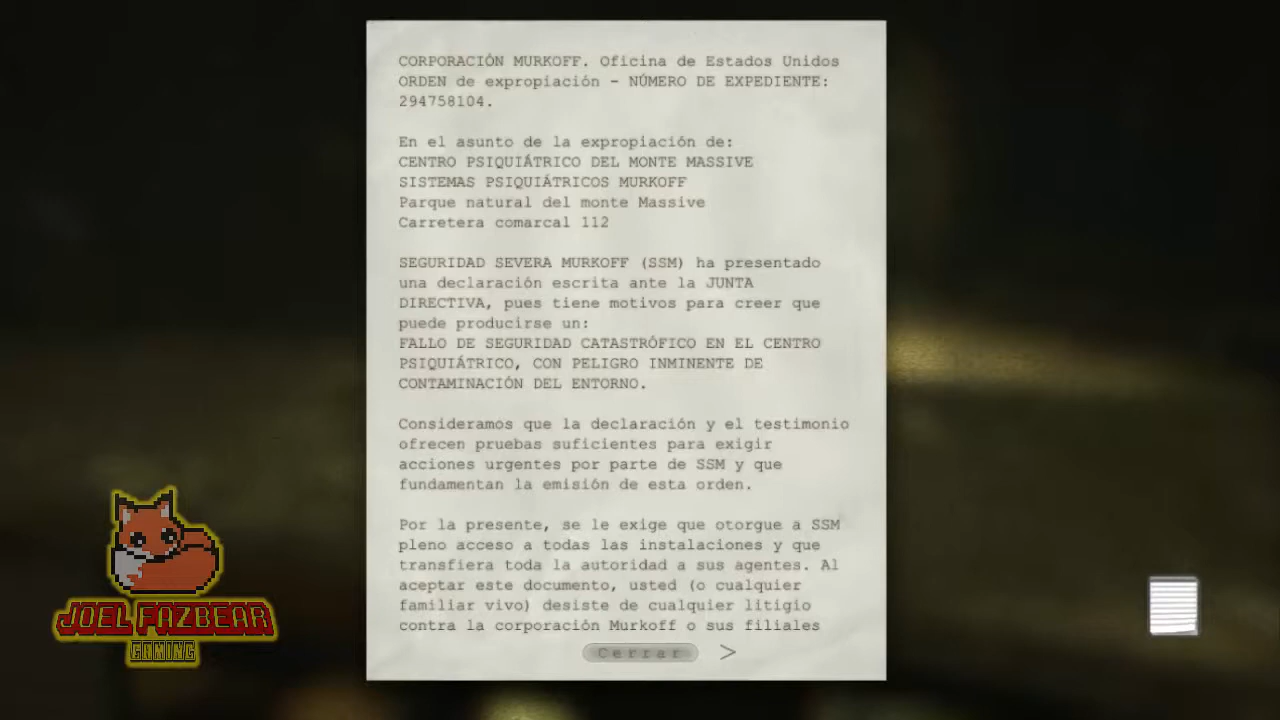 CORPORACIÓN MURKOFF. Oficina de Estados Unidos
ORDEN de expropiación - NÚMERO DE EXPEDIENTE:
294758104.
En el asunto de la expropiación de:
CENTRO PSIQUIÁTRICO DEL MONTE MASSIVE
SISTEMAS PSIQUIÁTRICOS MURKOFF
Parque natural del monte Massive
Carretera comarcal 112
SEGURIDAD SEVERA MURKOFF (SSM) ha presentado
una declaración escrita ante la JUNTA
DIRECTIVA, pues tiene motivos para creer que
puede producirse un:
FALLO DE SEGURIDAD CATASTRÓFICO EN EL CENTRO
PSIQUIÁTRICO, CON PELIGRO INMINENTE DE
CONTAMINACIÓN DEL ENTORNO.
Consideramos que la declaración y el testimonio
ofrecen pruebas suficientes para exigir
acciones urgentes por parte de SSM y que
fundamentan la emisión de esta orden.
Por la presente, se le exige que otorgue a SSM
pleno acceso a todas las instalaciones y que
transfiera toda la autoridad a sus agentes. Al
aceptar este documento, usted (o cualquier
familiar vivo) desiste de cualquier litigio
contra la corporación Murkoff o sus filiales
Cerrar >
JOEL FAZBEAR
GAMING